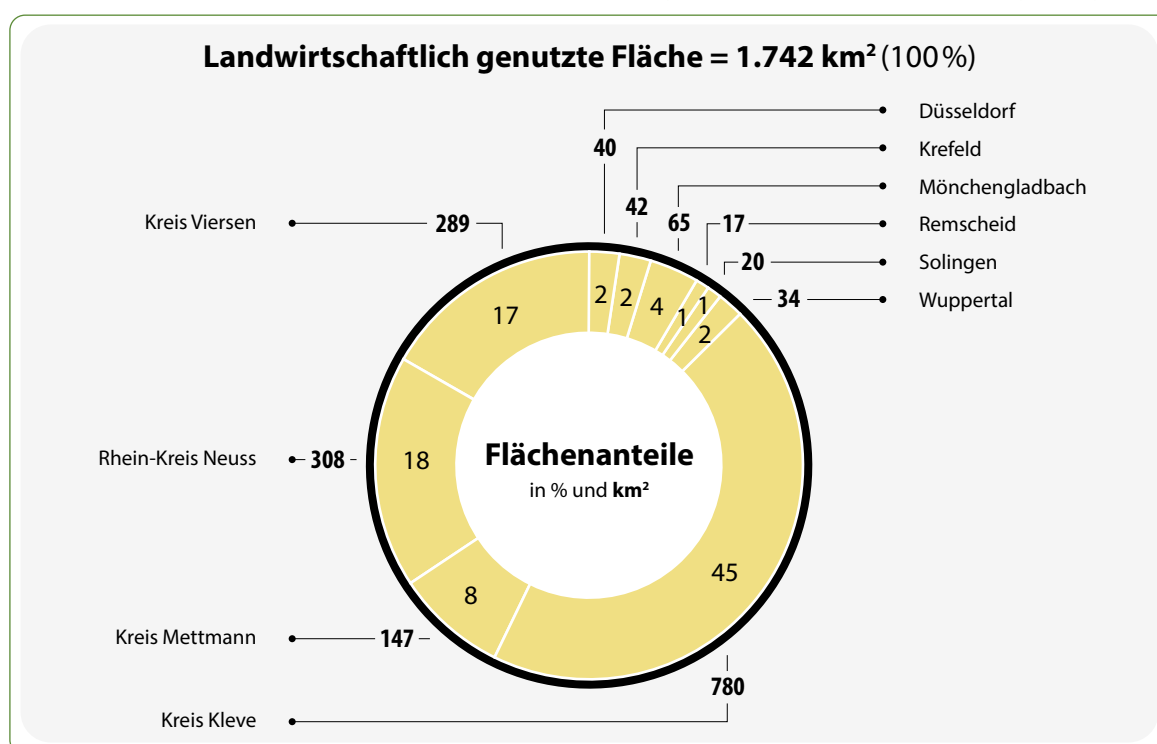 Landwirtschaftlich genutzte Fläche = 1.742 km² (100 %)
Düsseldorf
40
Krefeld
42
Mönchengladbach
65
Remscheid
17
Solingen
20
Wuppertal
34
Kreis Viersen
289
2
2
4
1
1
2
17
Rhein-Kreis Neuss
308
18
Flächenanteile
in % und km²
45
8
Kreis Mettmann
147
Kreis Kleve
780